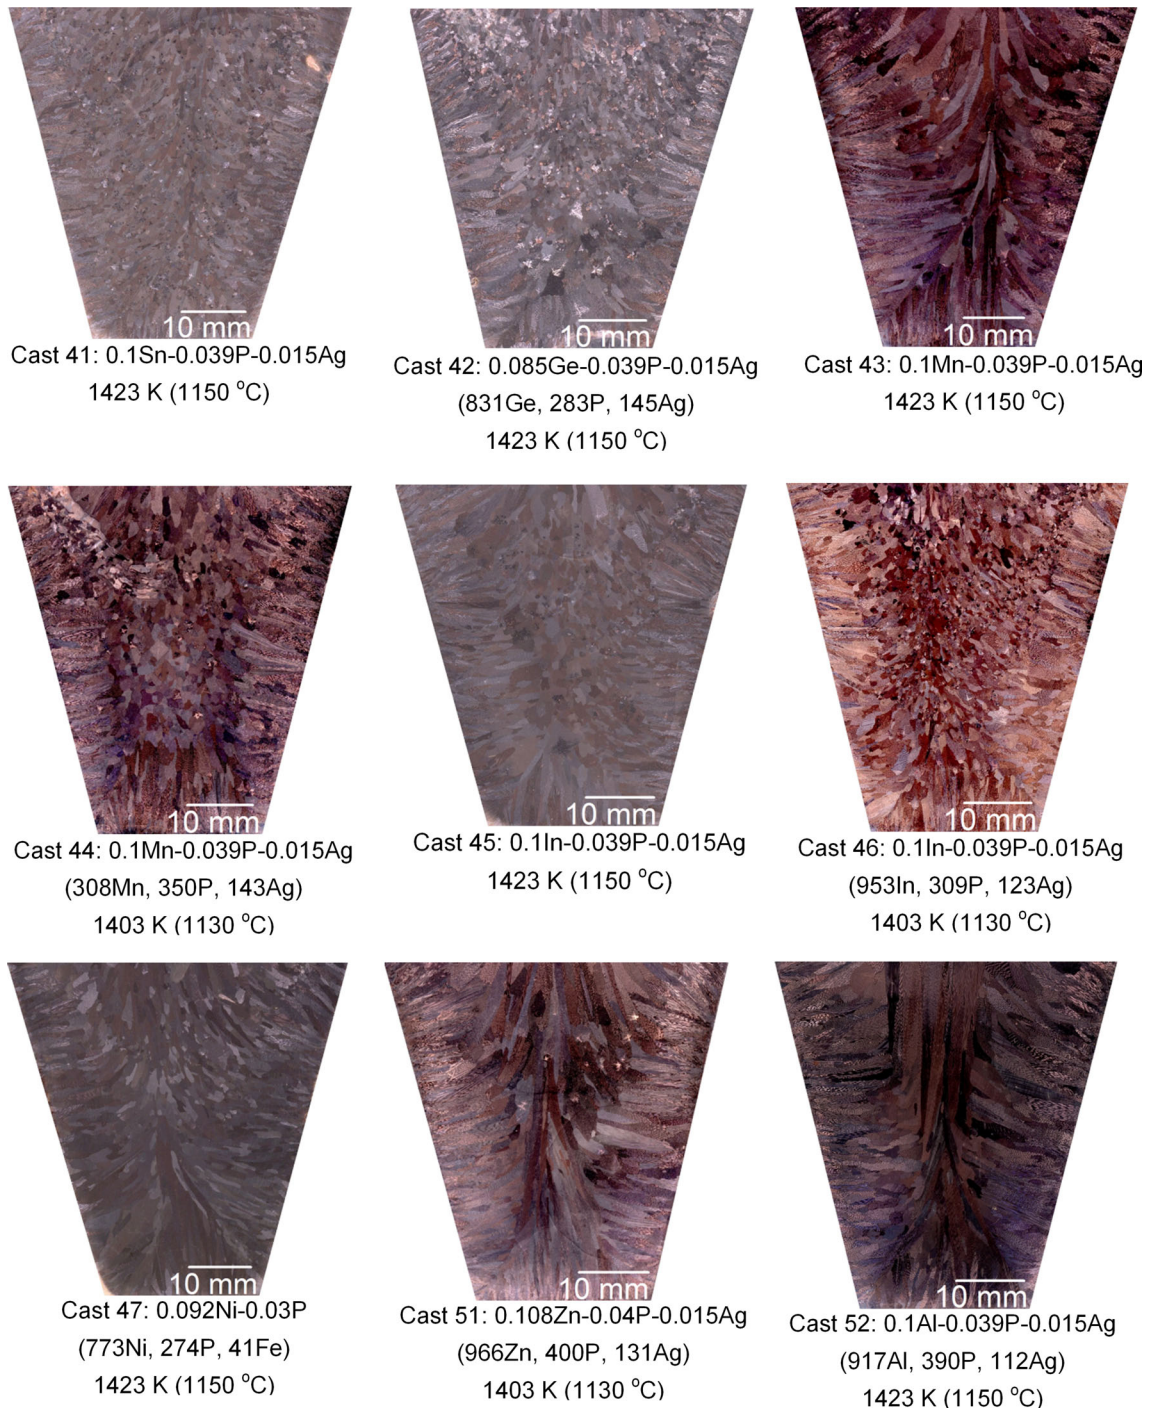 10 mm
Cast 41: 0.1Sn-0.039P-0.015Ag
1423 K (1150 °C)
10 mm
Cast 42: 0.085Ge-0.039P-0.015Ag
(831Ge, 283P, 145Ag)
1423 K (1150 °C)
10 mm
Cast 43: 0.1Mn-0.039P-0.015Ag
1423 K (1150 °C)
10 mm
Cast 44: 0.1Mn-0.039P-0.015Ag
(308Mn, 350P, 143Ag)
1403 K (1130 °C)
10 mm
Cast 45: 0.1In-0.039P-0.015Ag
1423 K (1150 °C)
10 mm
Cast 46: 0.1In-0.039P-0.015Ag
(953In, 309P, 123Ag)
1403 K (1130 °C)
10 mm
Cast 47: 0.092Ni-0.03P
(773Ni, 274P, 41Fe)
1423 K (1150 °C)
10 mm
Cast 51: 0.108Zn-0.04P-0.015Ag
(966Zn, 400P, 131Ag)
1403 K (1130 °C)
10 mm
Cast 52: 0.1Al-0.039P-0.015Ag
(917Al, 390P, 112Ag)
1423 K (1150 °C)